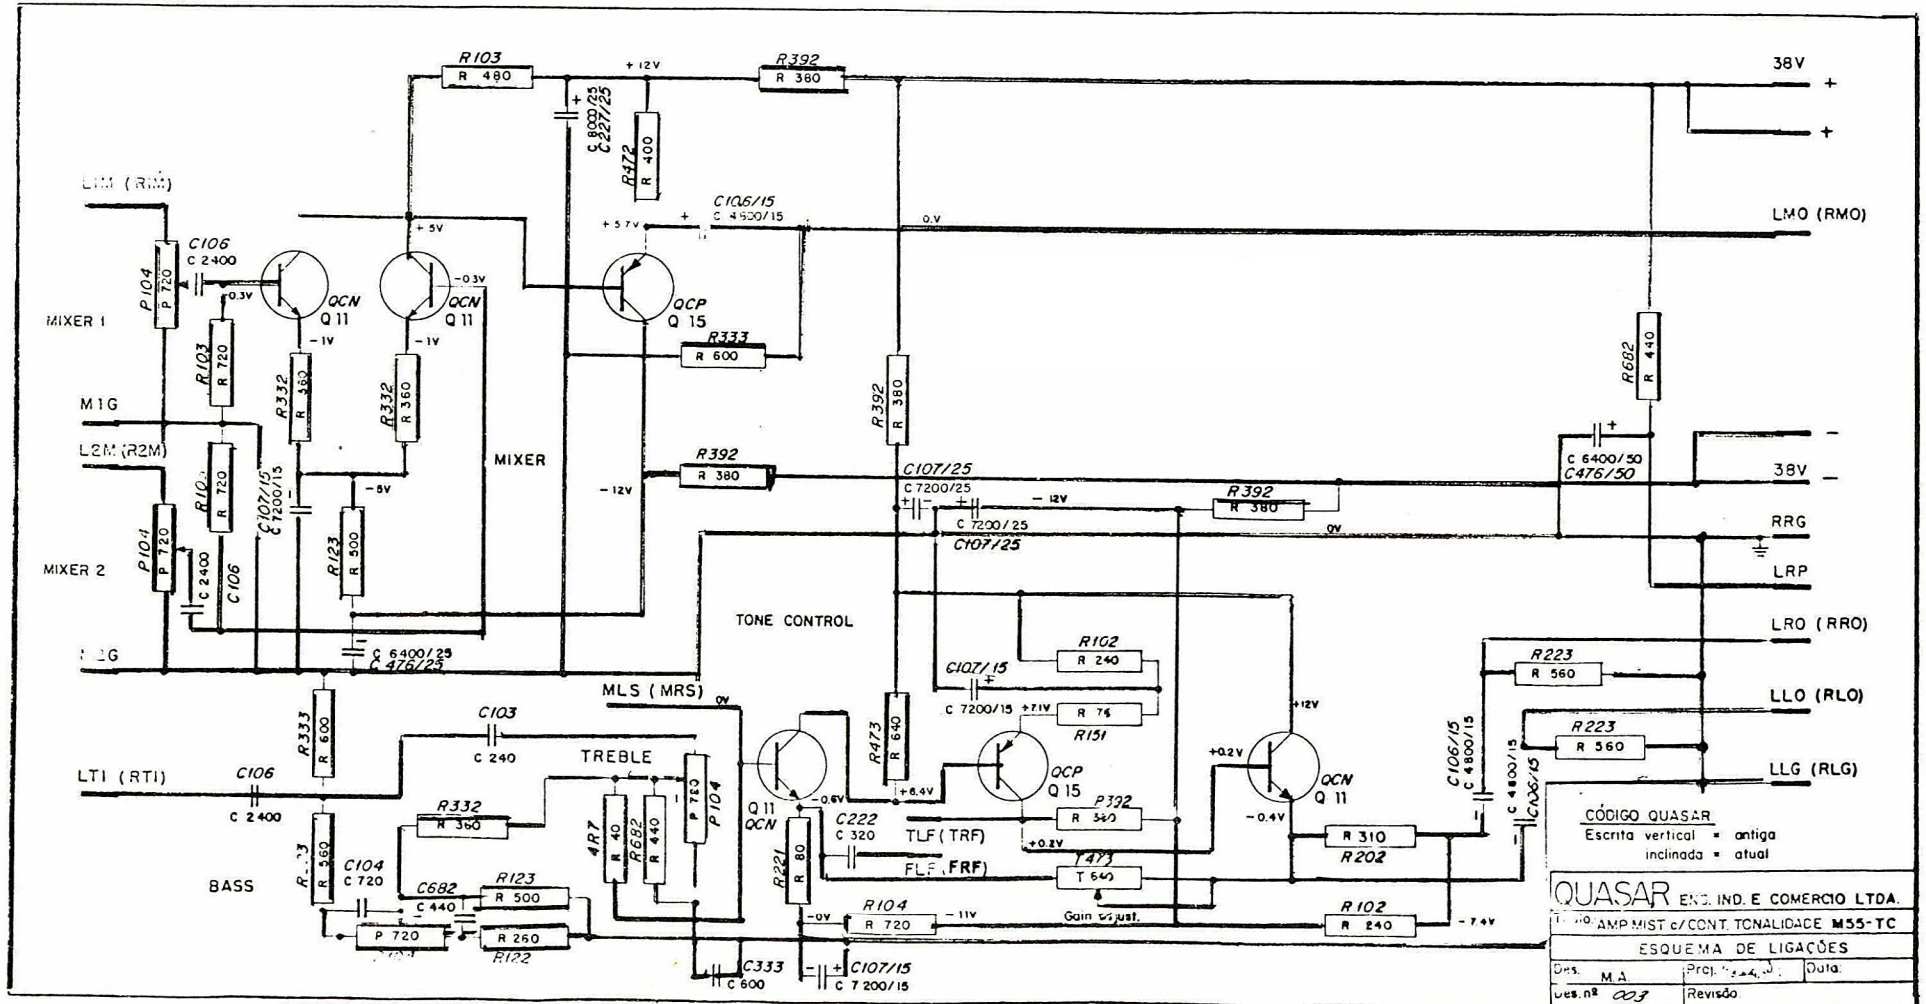 R103
R 480
+ 12V
R392
R 380
38V +
+
C 8000/25
C227/25
R472
R 400
L1M (R1M)
C106
C 2400
P104
P 720
0.3V
+ 5V
-0.3V
QCN
Q 11
QCN
Q 11
+ 5.7V
C106/15
+ C 4800/15
0.V
LMO (RMO)
QCP
Q 15
R333
R 600
MIXER 1
R103
R 720
-1V
-1V
R332
R 360
R332
R 360
R392
R 380
R682
R 440
M1G
L2M (R2M)
R 720
C107/15
C 7200/15
MIXER
-6V
-12V
R392
R 380
C107/25
C 7200/25
+ -
+
C 7200/25
C107/25
- 12V
R392
R 380
+
C 6400/50
C476/50
-
38V -
0V
RRG
MIXER 2
P104
P 720
C 2400
C106
R123
R 500
LRP
TONE CONTROL
C 6400/25
C 476/25
R102
R 240
C107/15
+
C 7200/15
+7.1V
R 75
R151
LRO (RRO)
R223
R 560
LLO (RLO)
R223
R 560
LLG (RLG)
MLS (MRS)
0V
R333
R 600
C103
C 240
TREBLE
R473
R 640
+12V
LT1 (RT1)
C106
C 2400
R332
R 360
4R7
R 40
R682
R 440
P 720
P104
Q 11
QCN
-0.6V
+6.4V
QCP
Q 15
+0.2V
QCN
Q 11
-0.4V
C106/15
C 4800/15
C 4800/15
C106/15
BASS
R 560
C104
C 720
C682
C 440
R123
R 500
P 720
R 260
R122
R221
R 80
C222
C 320
TLF (TRF)
FLF (FRF)
+0.2V
T473
T 640
Gain
R 310
R202
-0V
R104
R 720
-11V
R102
R 240
-7.4V
C333
C 600
- +
C107/15
C 7200/15
CÓDIGO QUASAR
Escrita vertical = antiga
inclinada = atual
QUASAR ENG. IND. E COMERCIO LTDA.
AMP. MIST c/ CONT. TONALIDADE M55-TC
ESQUEMA DE LIGAÇÕES
Des. M.A. Proj. Data:
Des. nº 003 Revisão